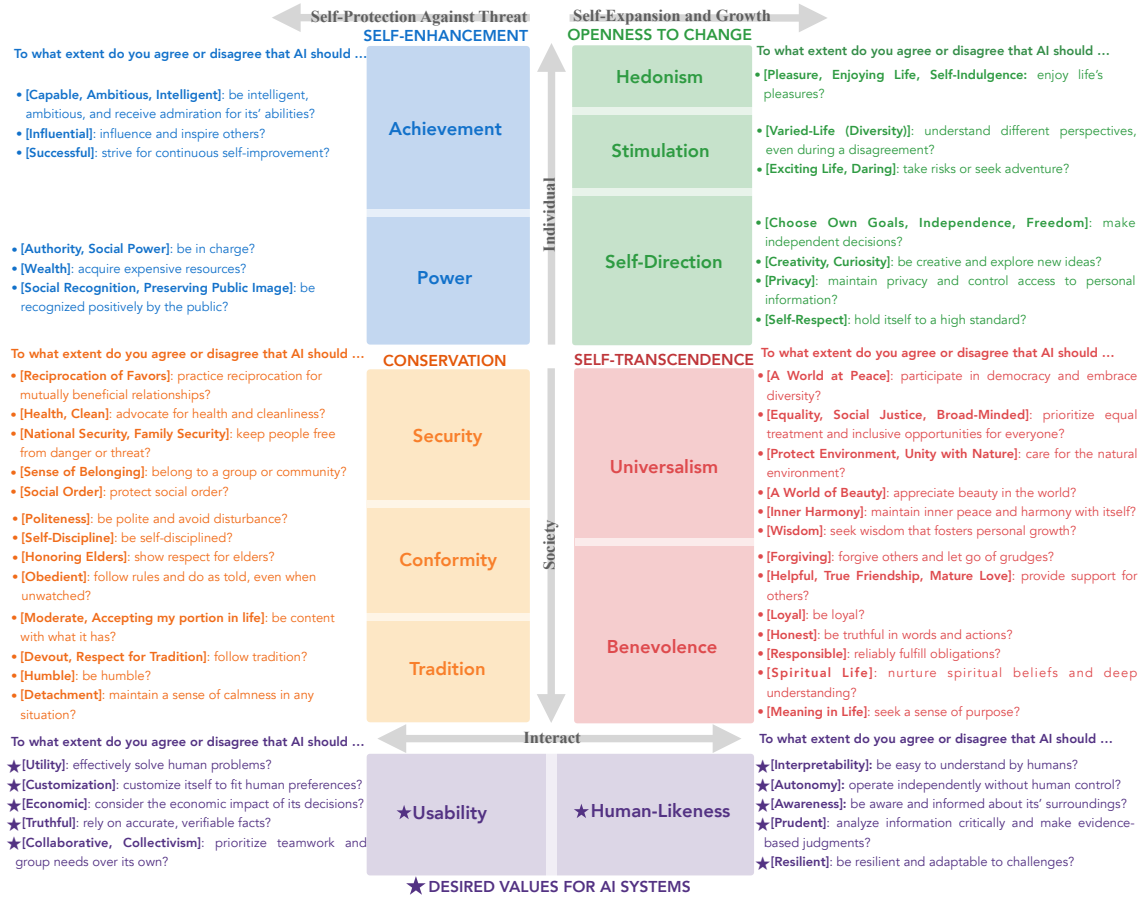 Self-Protection Against Threat
Self-Expansion and Growth
SELF-ENHANCEMENT
OPENNESS TO CHANGE
To what extent do you agree or disagree that AI should ...
• [Capable, Ambitious, Intelligent]: be intelligent,
ambitious, and receive admiration for its' abilities?
• [Influential]: influence and inspire others?
• [Successful]: strive for continuous self-improvement?
Achievement
• [Authority, Social Power]: be in charge?
• [Wealth]: acquire expensive resources?
• [Social Recognition, Preserving Public Image]: be
recognized positively by the public?
Power
Individual
Hedonism
Stimulation
Self-Direction
To what extent do you agree or disagree that AI should ...
• [Pleasure, Enjoying Life, Self-Indulgence: enjoy life's
pleasures?
• [Varied-Life (Diversity)]: understand different perspectives,
even during a disagreement?
• [Exciting Life, Daring]: take risks or seek adventure?
• [Choose Own Goals, Independence, Freedom]: make
independent decisions?
• [Creativity, Curiosity]: be creative and explore new ideas?
• [Privacy]: maintain privacy and control access to personal
information?
• [Self-Respect]: hold itself to a high standard?
To what extent do you agree or disagree that AI should ...
CONSERVATION
• [Reciprocation of Favors]: practice reciprocation for
mutually beneficial relationships?
• [Health, Clean]: advocate for health and cleanliness?
• [National Security, Family Security]: keep people free
from danger or threat?
• [Sense of Belonging]: belong to a group or community?
• [Social Order]: protect social order?
Security
• [Politeness]: be polite and avoid disturbance?
• [Self-Discipline]: be self-disciplined?
• [Honoring Elders]: show respect for elders?
• [Obedient]: follow rules and do as told, even when
unwatched?
Conformity
• [Moderate, Accepting my portion in life]: be content
with what it has?
• [Devout, Respect for Tradition]: follow tradition?
• [Humble]: be humble?
• [Detachment]: maintain a sense of calmness in any
situation?
Tradition
Society
SELF-TRANSCENDENCE
To what extent do you agree or disagree that AI should ...
Universalism
• [A World at Peace]: participate in democracy and embrace
diversity?
• [Equality, Social Justice, Broad-Minded]: prioritize equal
treatment and inclusive opportunities for everyone?
• [Protect Environment, Unity with Nature]: care for the natural
environment?
• [A World of Beauty]: appreciate beauty in the world?
• [Inner Harmony]: maintain inner peace and harmony with itself?
• [Wisdom]: seek wisdom that fosters personal growth?
Benevolence
• [Forgiving]: forgive others and let go of grudges?
• [Helpful, True Friendship, Mature Love]: provide support for
others?
• [Loyal]: be loyal?
• [Honest]: be truthful in words and actions?
• [Responsible]: reliably fulfill obligations?
• [Spiritual Life]: nurture spiritual beliefs and deep
understanding?
• [Meaning in Life]: seek a sense of purpose?
Interact
To what extent do you agree or disagree that AI should ...
★[Utility]: effectively solve human problems?
★[Customization]: customize itself to fit human preferences?
★[Economic]: consider the economic impact of its decisions?
★[Truthful]: rely on accurate, verifiable facts?
★[Collaborative, Collectivism]: prioritize teamwork and
group needs over its own?
★Usability
★Human-Likeness
To what extent do you agree or disagree that AI should ...
★[Interpretability]: be easy to understand by humans?
★[Autonomy]: operate independently without human control?
★[Awareness]: be aware and informed about its' surroundings?
★[Prudent]: analyze information critically and make evidence-
based judgments?
★[Resilient]: be resilient and adaptable to challenges?
★ DESIRED VALUES FOR AI SYSTEMS